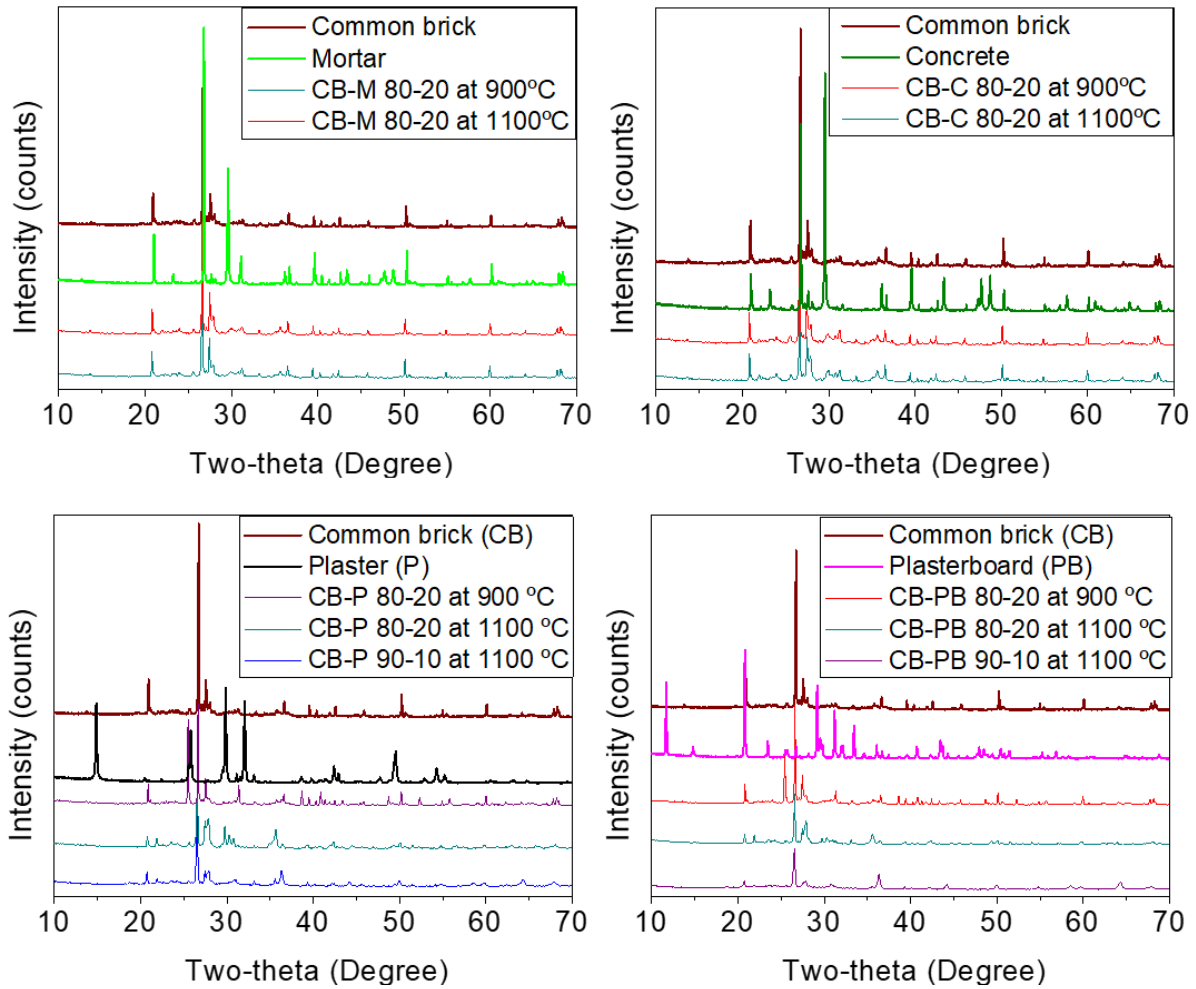 Common brick
Mortar
CB-M 80-20 at 900ºC
CB-M 80-20 at 1100ºC
Intensity (counts)
10 20 30 40 50 60 70
Two-theta (Degree)
Common brick
Concrete
CB-C 80-20 at 900ºC
CB-C 80-20 at 1100ºC
Intensity (counts)
10 20 30 40 50 60 70
Two-theta (Degree)
Common brick (CB)
Plaster (P)
CB-P 80-20 at 900 ºC
CB-P 80-20 at 1100 ºC
CB-P 90-10 at 1100 ºC
Intensity (counts)
10 20 30 40 50 60 70
Two-theta (Degree)
Common brick (CB)
Plasterboard (PB)
CB-PB 80-20 at 900 ºC
CB-PB 80-20 at 1100 ºC
CB-PB 90-10 at 1100 ºC
Intensity (counts)
10 20 30 40 50 60 70
Two-theta (Degree)